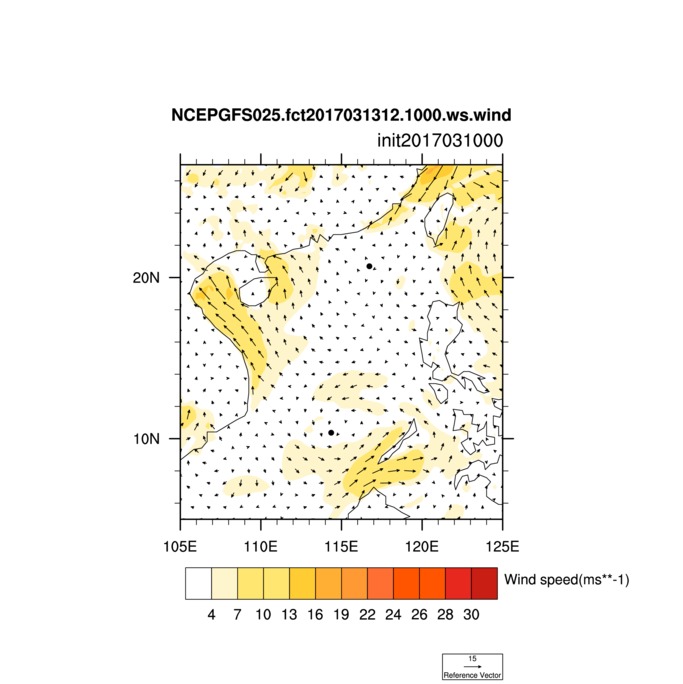 NCEPGFS025.fct2017031312.1000.ws.wind
init2017031000
20N
10N
105E 110E 115E 120E 125E
Wind speed(ms**-1)
4 7 10 13 16 19 22 24 26 28 30
15
Reference Vector